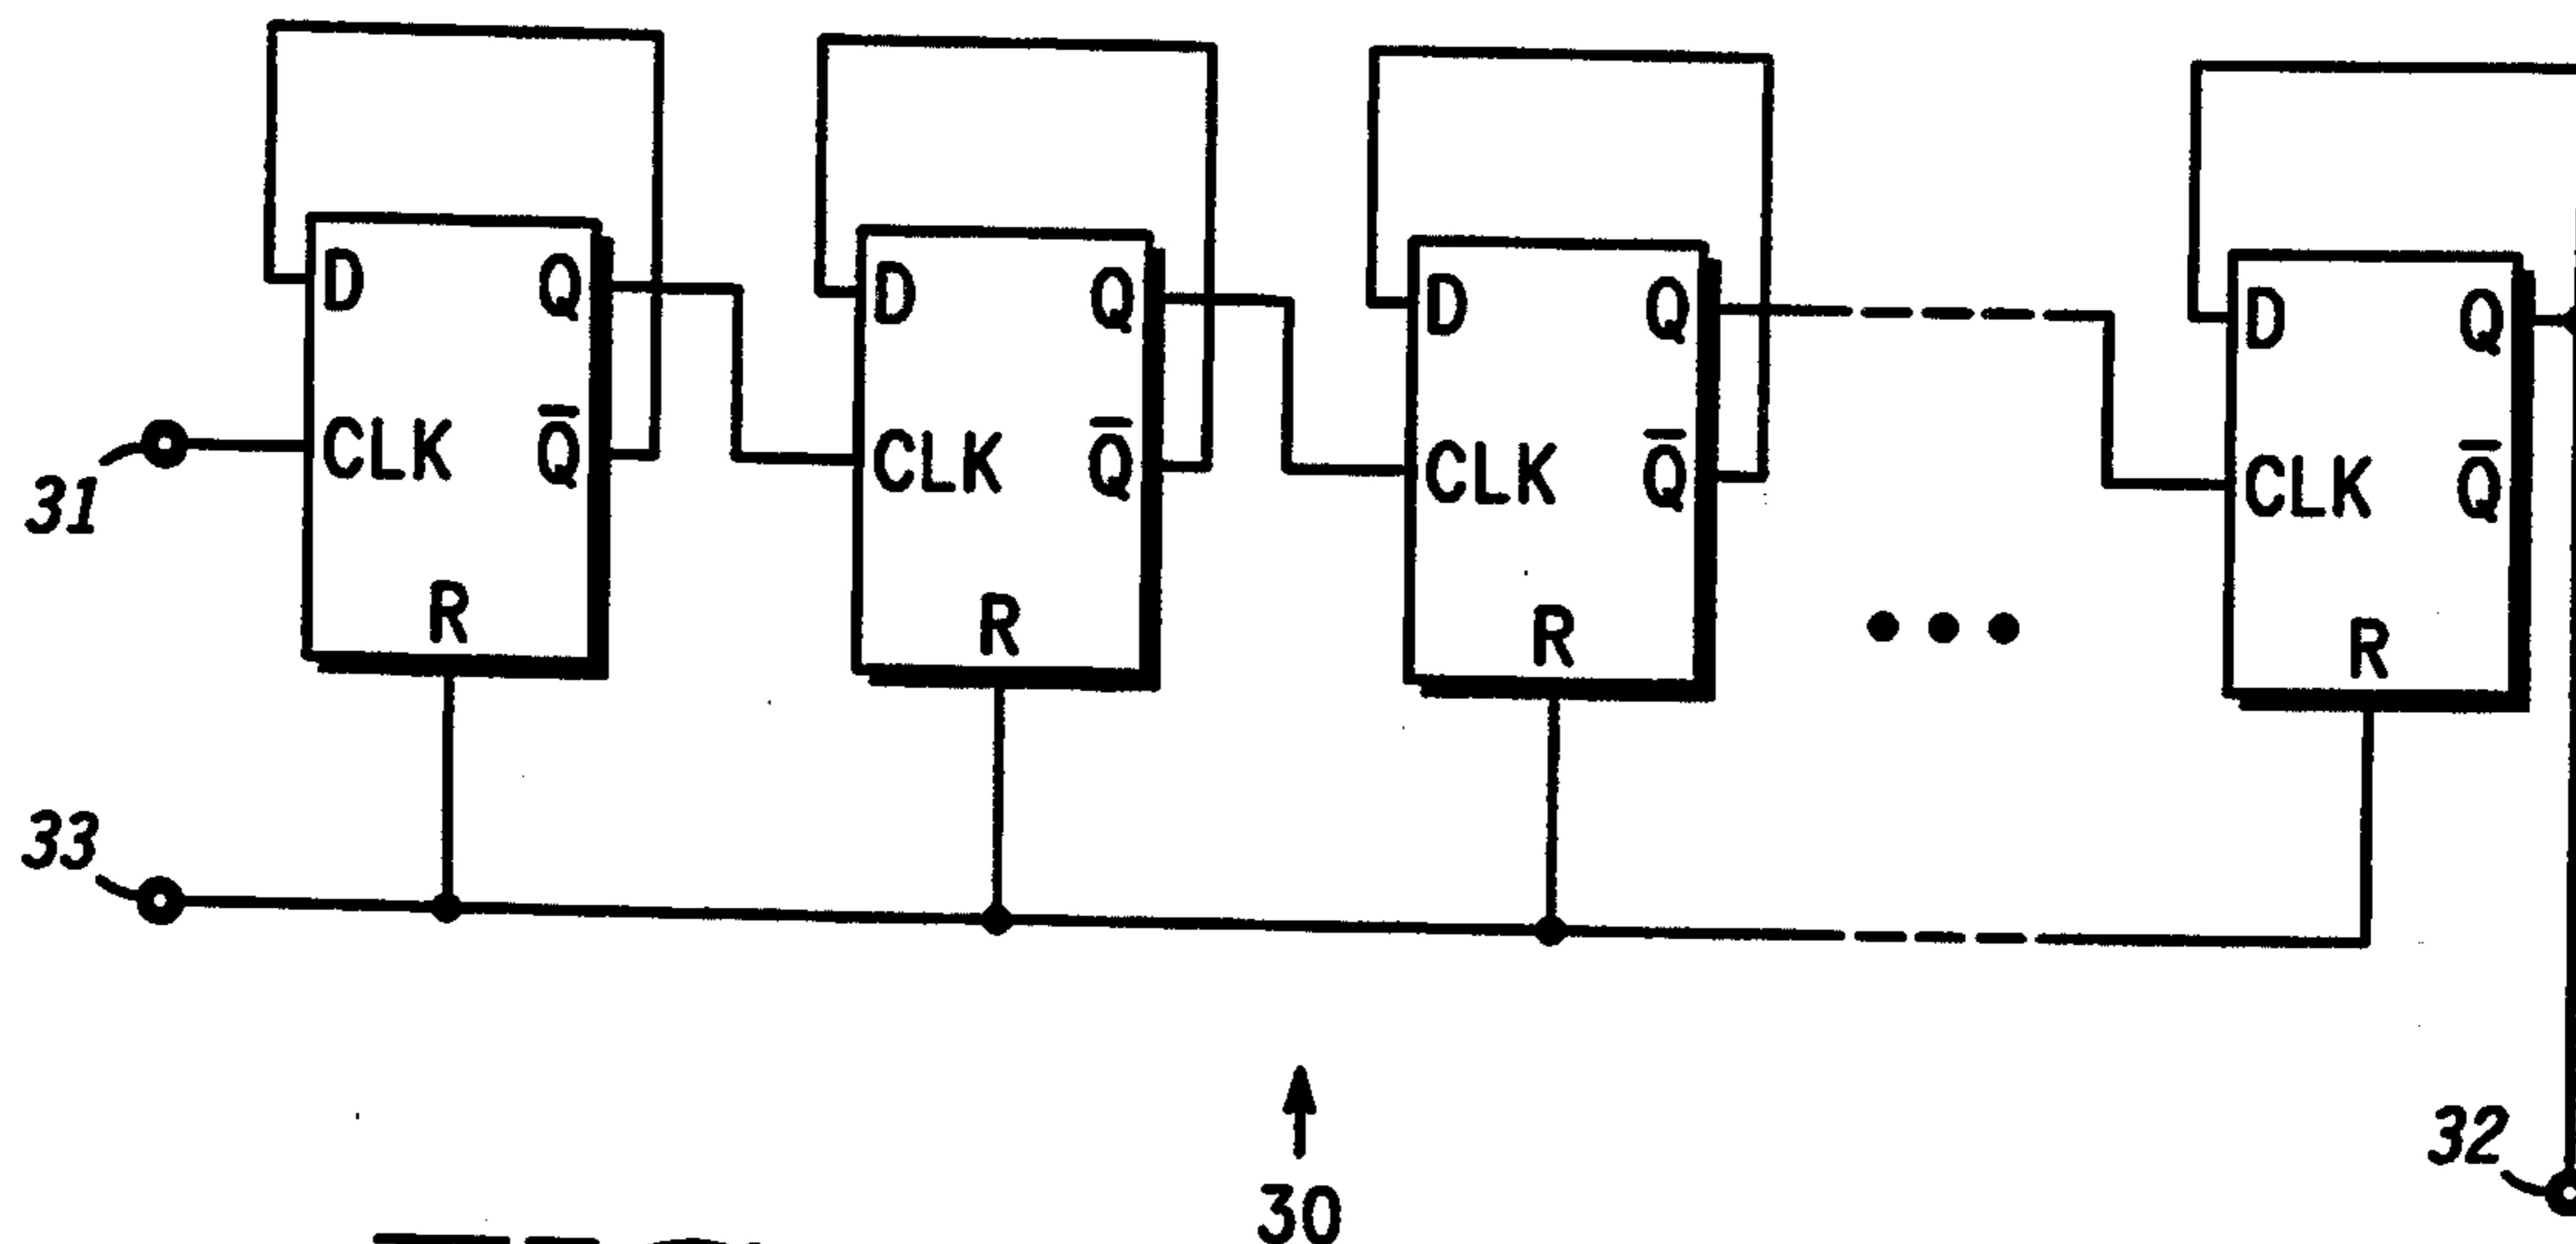 D Q D Q D Q D Q
CLK Q̅ CLK Q̅ CLK Q̅ CLK Q̅
31
R R R R
33
32
30